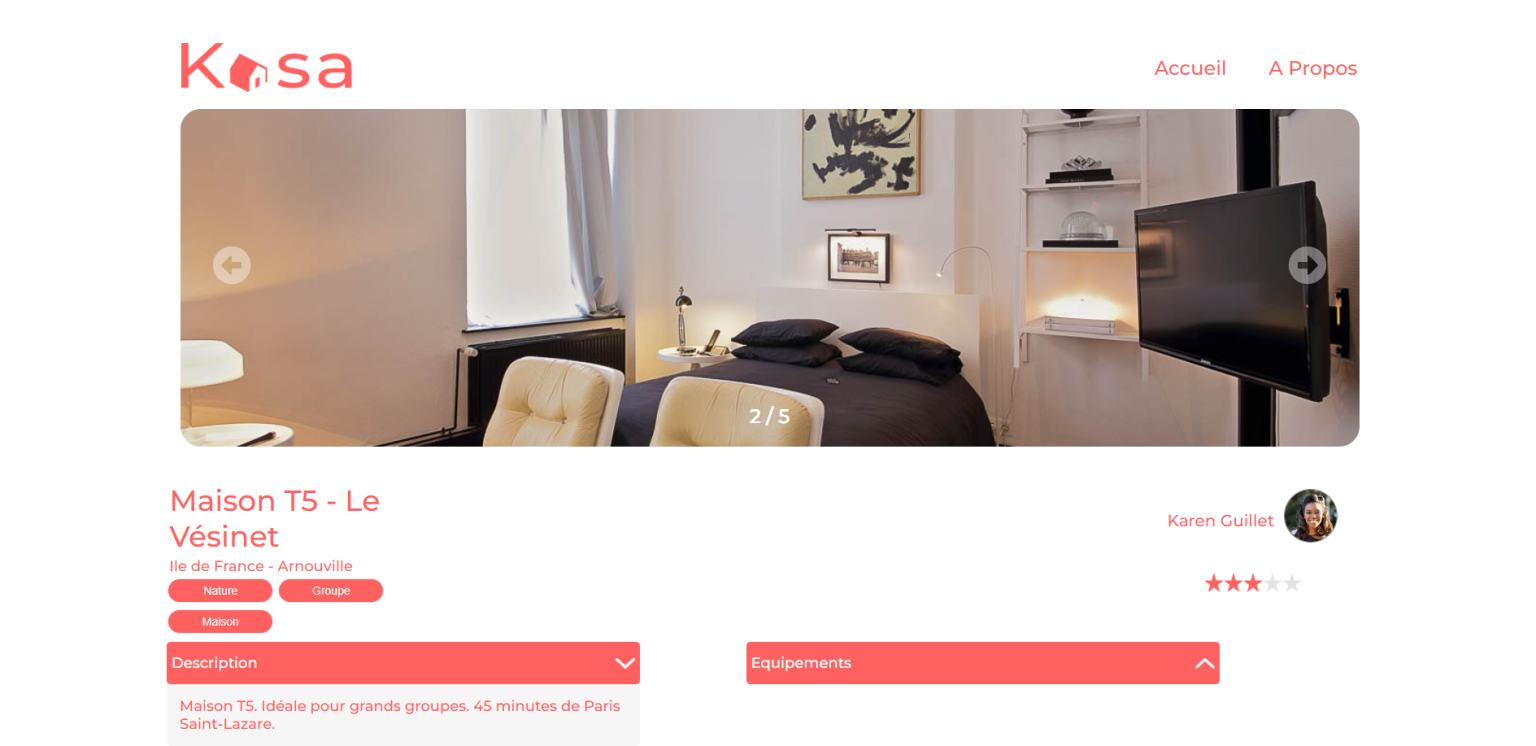 Kasa
Accueil
A Propos
2 / 5
Maison T5 - Le
Vésinet
Ile de France - Arnouville
Nature
Groupe
Maison
Karen Guillet
Description
Maison T5. Idéale pour grands groupes. 45 minutes de Paris
Saint-Lazare.
Equipements